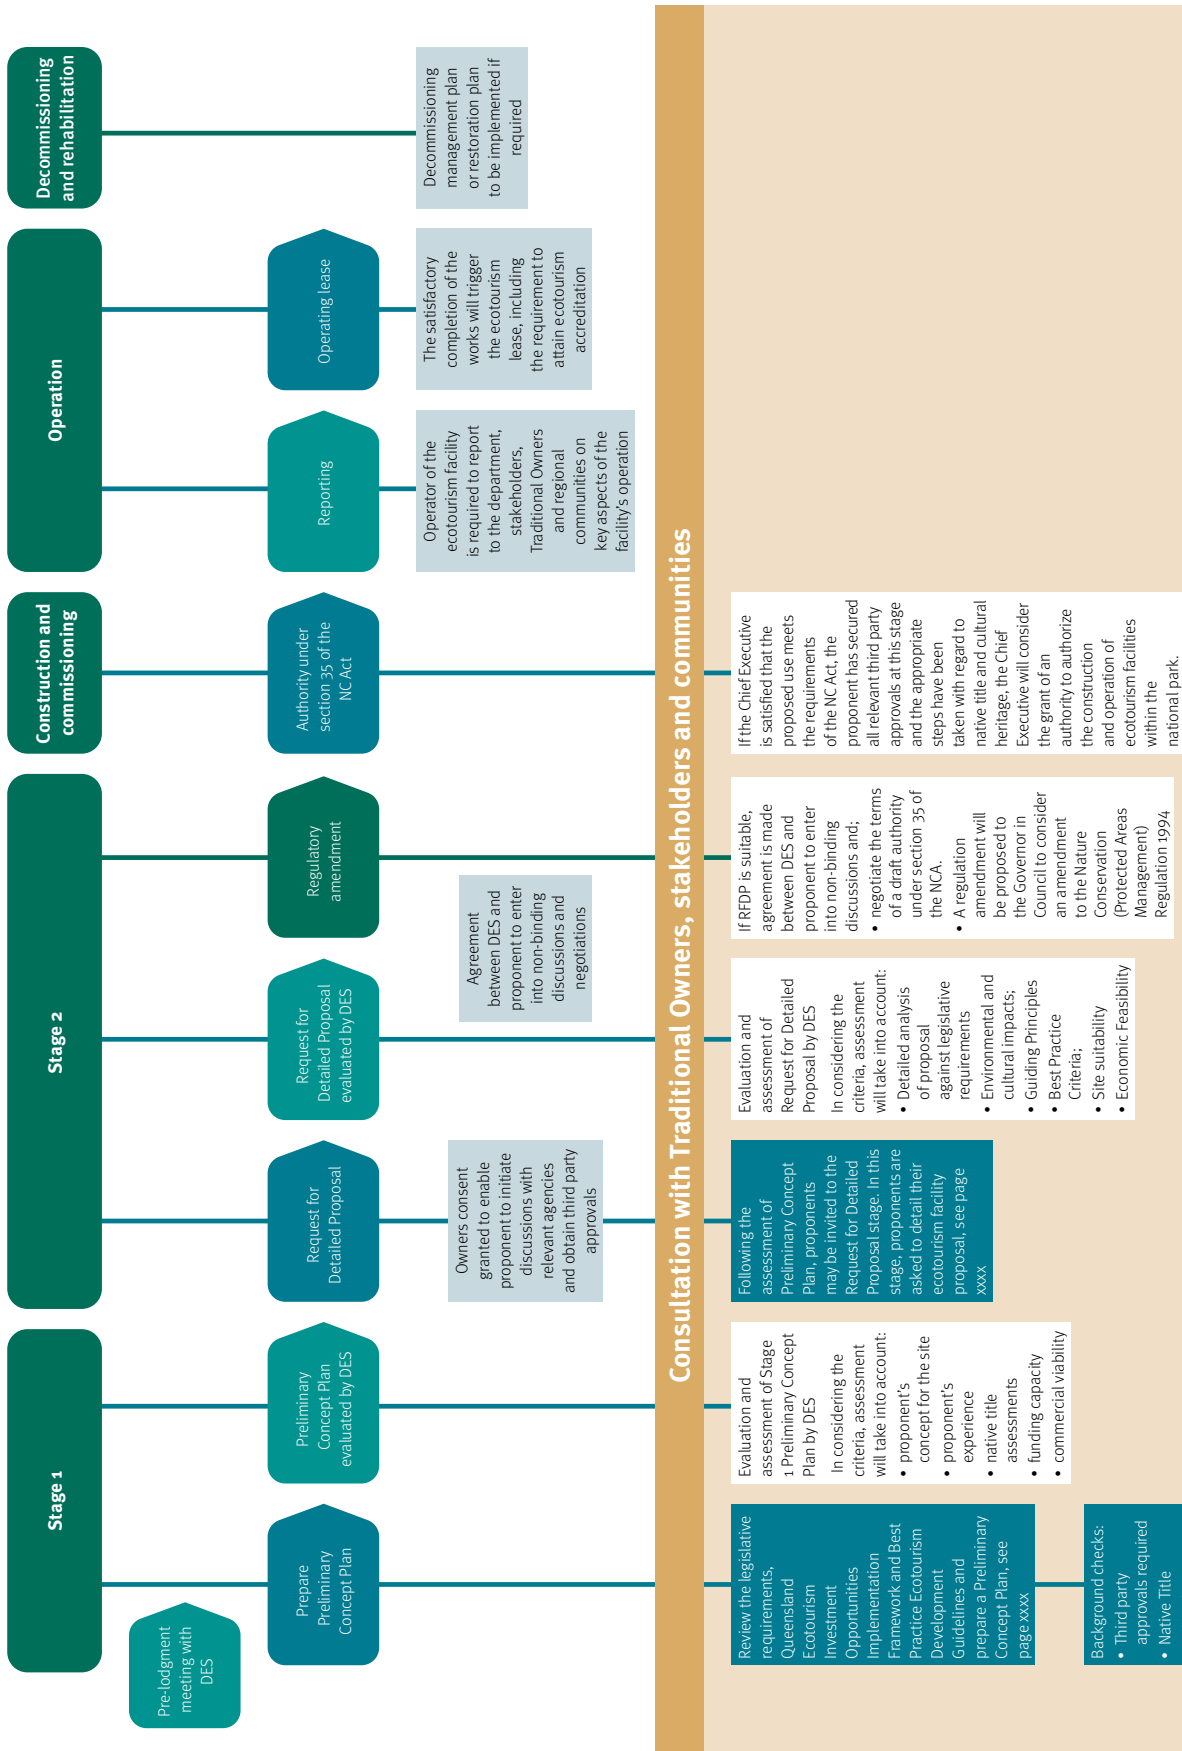 Stage 1
Stage 2
Construction and
commissioning
Operation
Decommissioning
and rehabilitation
Pre-lodgment
meeting with
DES
Prepare
Preliminary
Concept Plan
Preliminary
Concept Plan
evaluated by DES
Request for
Detailed Proposal
Request for
Detailed Proposal
evaluated by DES
Regulatory
amendment
Authority under
section 35 of the
NC Act
Reporting
Operating lease
Owners consent
granted to enable
proponent to initiate
discussions with
relevant agencies
and obtain third party
approvals
Agreement
between DES and
proponent to enter
into non-binding
discussions and
negotiations
Operator of the
ecotourism facility
is required to report
to the department,
stakeholders,
Traditional Owners
and regional
communities on
key aspects of the
facility's operation
The satisfactory
completion of the
works will trigger
the ecotourism
lease, including
the requirement to
attain ecotourism
accreditation
Decommissioning
management plan
or restoration plan
to be implemented if
required
Consultation with Traditional Owners, stakeholders and communities
Review the legislative
requirements,
Queensland
Ecotourism
Investment
Opportunities
Implementation
Framework and Best
Practice Ecotourism
Development
Guidelines and
prepare a Preliminary
Concept Plan, see
page xxxx
Background checks:
• Third party
approvals required
• Native Title
Evaluation and
assessment of Stage
1 Preliminary Concept
Plan by DES
In considering the
criteria, assessment
will take into account:
• proponent's
concept for the site
• proponent's
experience
• native title
assessments
• funding capacity
• commercial viability
Following the
assessment of
Preliminary Concept
Plan, proponents
may be invited to the
Request for Detailed
Proposal stage. In this
stage, proponents are
asked to detail their
ecotourism facility
proposal, see page
xxxx
Evaluation and
assessment of
Request for Detailed
Proposal by DES
In considering the
criteria, assessment
will take into account:
• Detailed analysis
of proposal
against legislative
requirements
• Environmental and
cultural impacts;
• Guiding Principles
• Best Practice
Criteria;
• Site suitability
• Economic Feasibility
If RFDP is suitable,
agreement is made
between DES and
proponent to enter
into non-binding
discussions and;
• negotiate the terms
of a draft authority
under section 35 of
the NCA.
• A regulation
amendment will
be proposed to
the Governor in
Council to consider
an amendment
to the Nature
Conservation
(Protected Areas
Management)
Regulation 1994
If the Chief Executive
is satisfied that the
proposed use meets
the requirements
of the NC Act, the
proponent has secured
all relevant third party
approvals at this stage
and the appropriate
steps have been
taken with regard to
native title and cultural
heritage, the Chief
Executive will consider
the grant of an
authority to authorize
the construction
and operation of
ecotourism facilities
within the
national park.